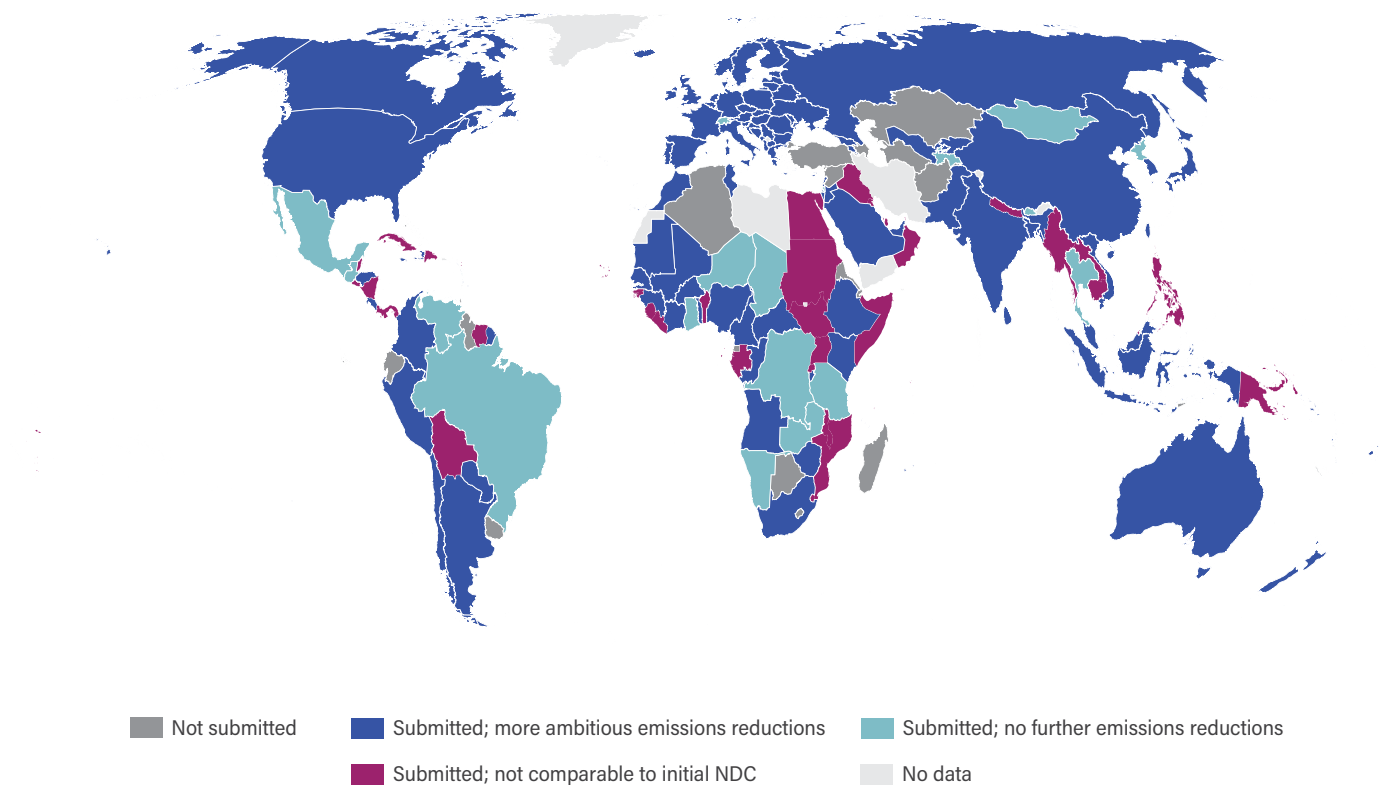 Not submitted
Submitted; more ambitious emissions reductions
Submitted; no further emissions reductions
Submitted; not comparable to initial NDC
No data